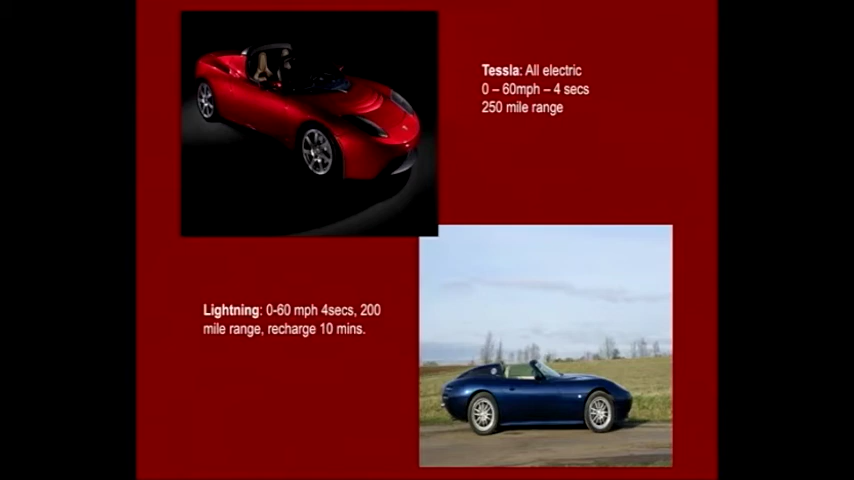 Tessla: All electric
0 – 60mph – 4 secs
250 mile range
Lightning: 0-60 mph 4secs, 200
mile range, recharge 10 mins.